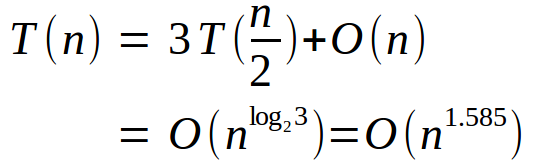 T(n) = 3T(n/2)+O(n)
= O(n^{log_2 3})=O(n^{1.585})